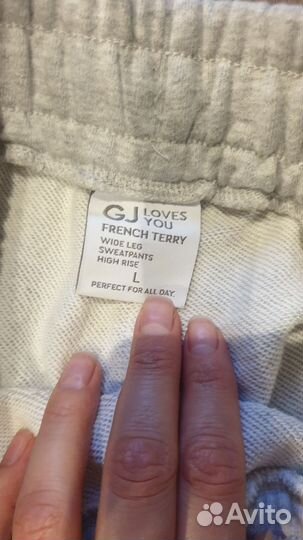 GJ LOVES
YOU
FRENCH TERRY
WIDE LEG
SWEATPANTS
HIGH RISE
L
PERFECT FOR ALL DAY.
Avito